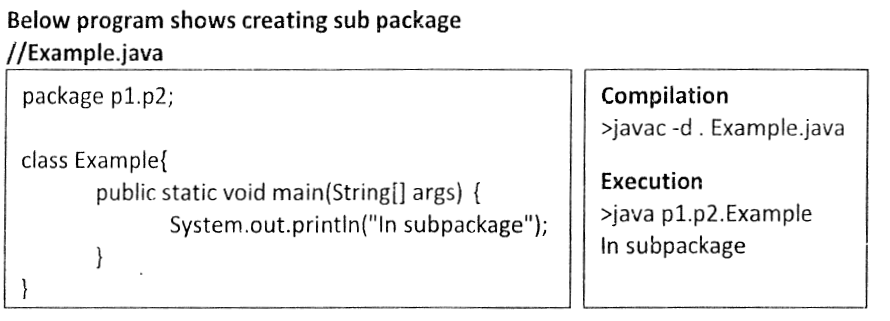 Below program shows creating sub package
//Example.java
package p1.p2;
class Example{
public static void main(String[] args) {
System.out.println("In subpackage");
}
}
Compilation
>javac -d . Example.java
Execution
>java p1.p2.Example
In subpackage